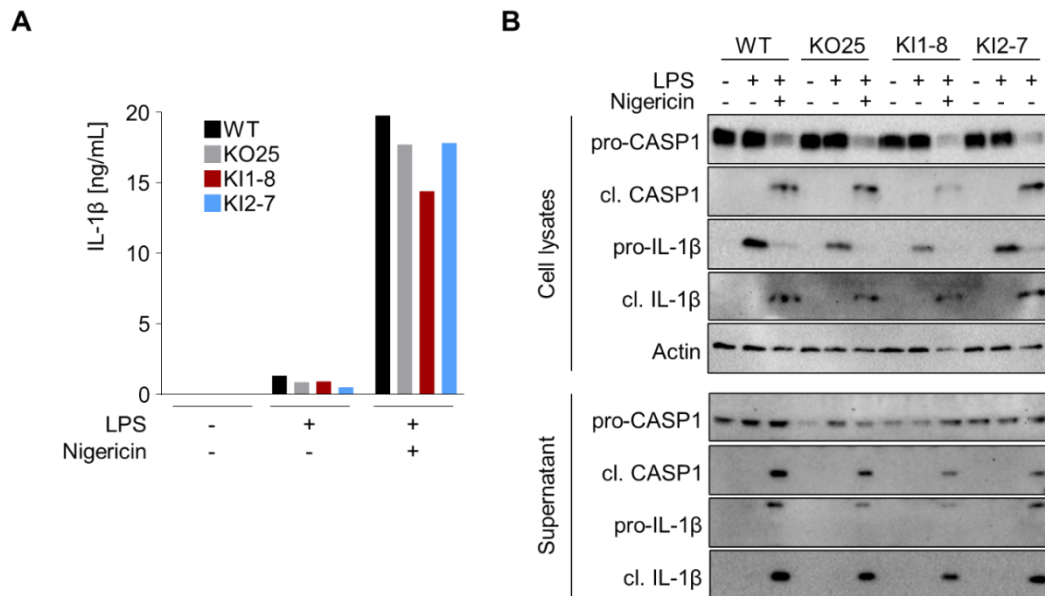 A
IL-1β [ng/mL]
20
15
10
5
0
WT
KO25
KI1-8
KI2-7
LPS - + +
Nigericin - - +
B
WT KO25 KI1-8 KI2-7
LPS - + + - + + - + + - + +
Nigericin - - + - - + - - + - - +
Cell lysates
pro-CASP1
cl. CASP1
pro-IL-1β
cl. IL-1β
Actin
Supernatant
pro-CASP1
cl. CASP1
pro-IL-1β
cl. IL-1β